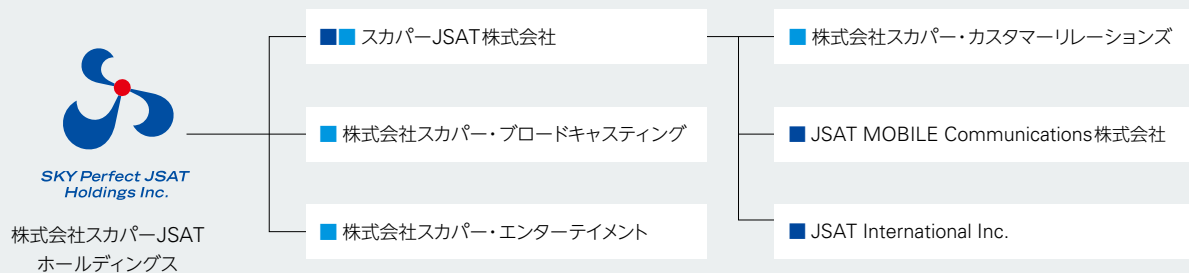 SKY Perfect JSAT
Holdings Inc.
株式会社スカパーJSAT
ホールディングス
スカパーJSAT株式会社
株式会社スカパー・ブロードキャスティング
株式会社スカパー・エンターテイメント
株式会社スカパー・カスタマーリレーションズ
JSAT MOBILE Communications株式会社
JSAT International Inc.